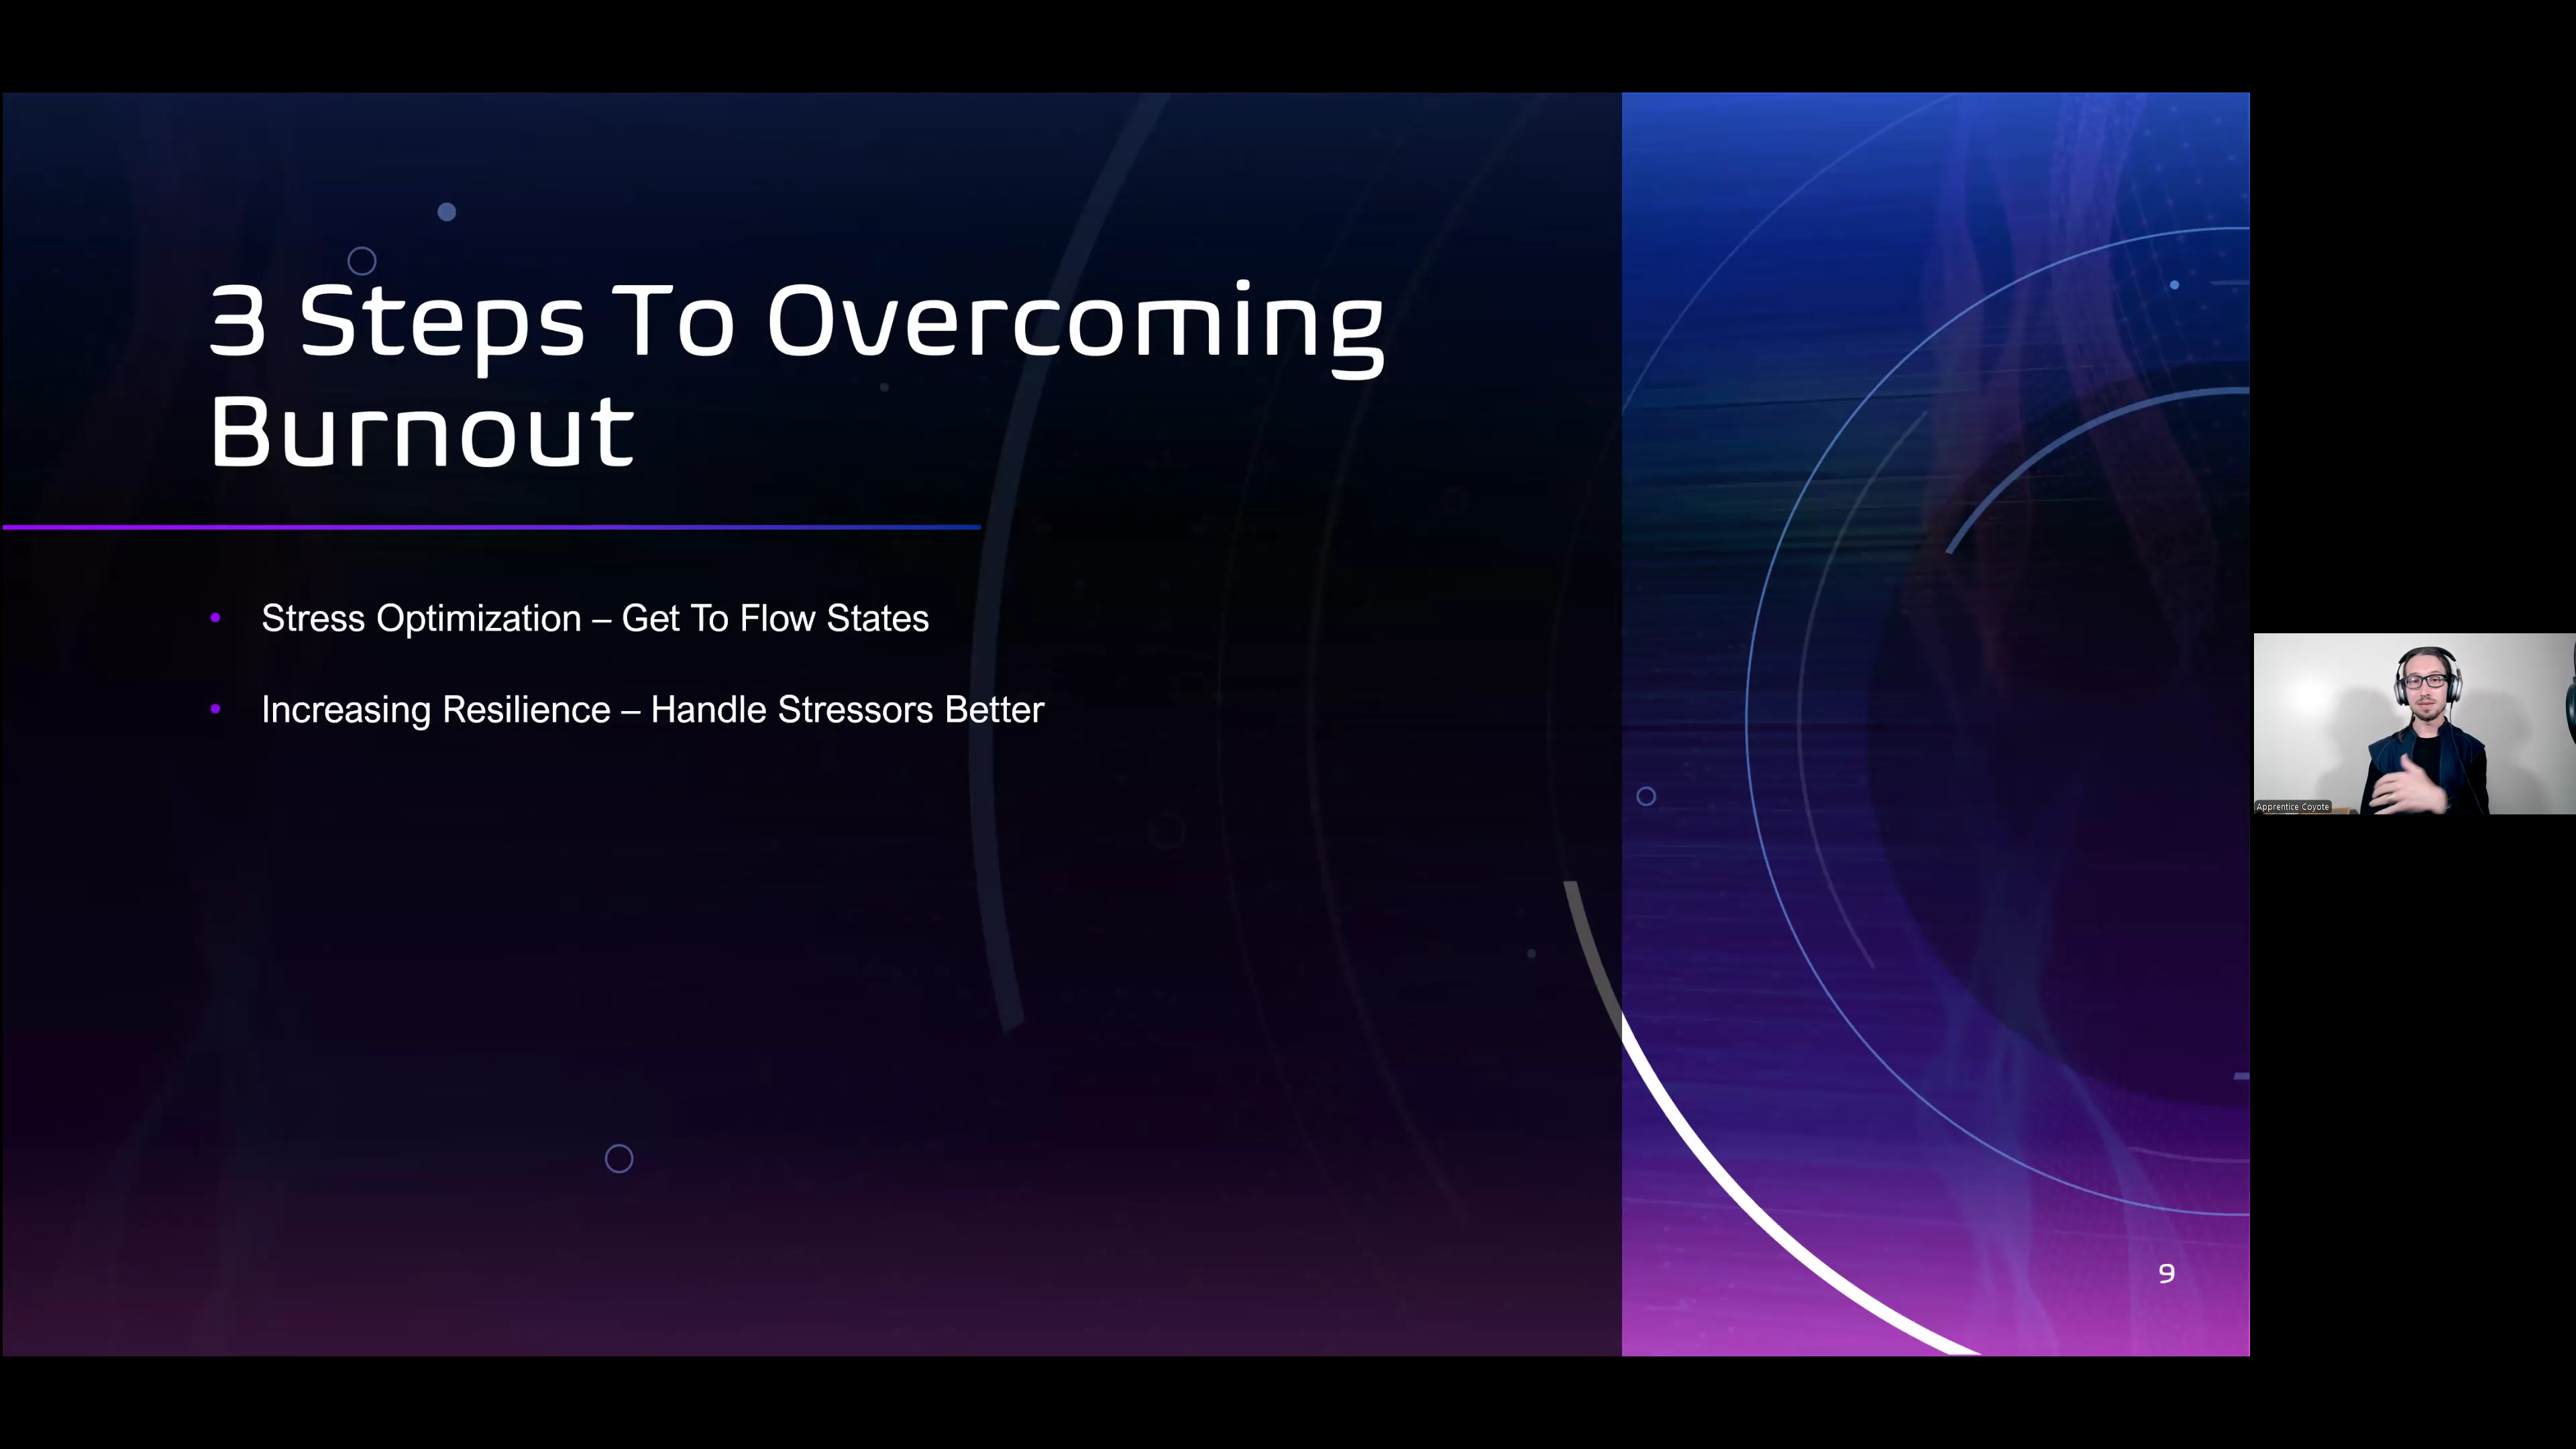 3 Steps To Overcoming
Burnout
• Stress Optimization – Get To Flow States
• Increasing Resilience – Handle Stressors Better
Apprentice Coyote
9